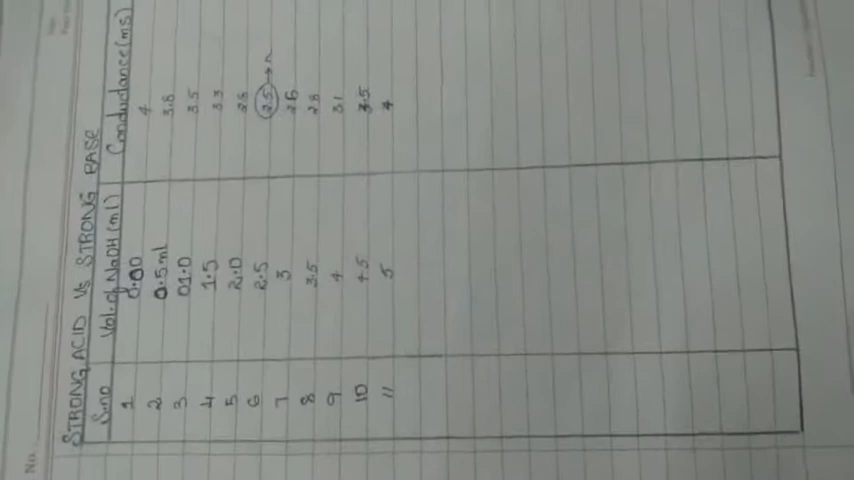 No.
STRONG ACID Vs STRONG BASE
S.no Vol. of NaOH (ml) Conductance (ms)
1 0.00 4
2 0.5 ml 3.8
3 01.0 3.5
4 1.5 3.3
5 2.0 2.8
6 2.5 2.5
7 3 2.6
8 3.5 2.8
9 4 3.1
10 4.5 3.5
11 5 4